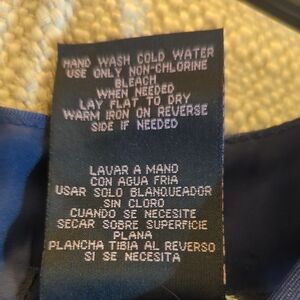 HAND WASH COLD WATER
USE ONLY NON-CHLORINE
BLEACH
WHEN NEEDED
LAY FLAT TO DRY
WARM IRON ON REVERSE
SIDE IF NEEDED
LAVAR A MANO
CON AGUA FRIA
USAR SOLO BLANQUEADOR
SIN CLORO
CUANDO SE NECESITE
SECAR SOBRE SUPERFICIE
PLANA
PLANCHA TIBIA AL REVERSO
SI SE NECESITA